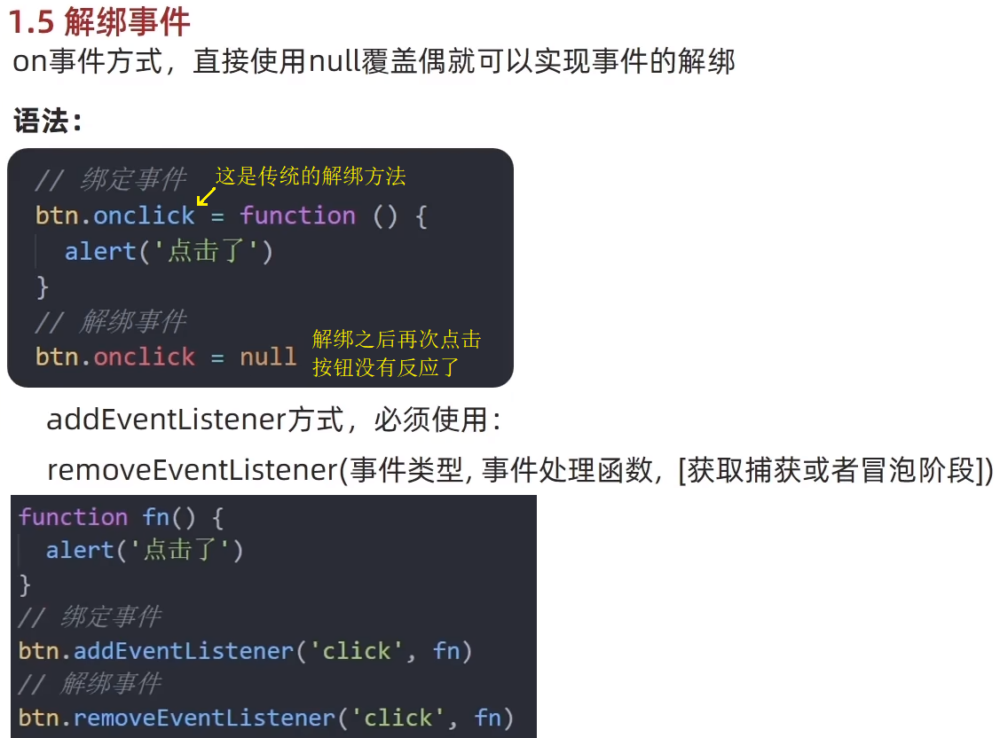 1.5 解绑事件
on事件方式，直接使用null覆盖偶就可以实现事件的解绑
语法：
// 绑定事件
这是传统的解绑方法
btn.onclick = function () {
alert('点击了')
}
// 解绑事件
btn.onclick = null
解绑之后再次点击
按钮没有反应了
addEventListener方式，必须使用：
removeEventListener(事件类型, 事件处理函数, [获取捕获或者冒泡阶段])
function fn() {
alert('点击了')
}
// 绑定事件
btn.addEventListener('click', fn)
// 解绑事件
btn.removeEventListener('click', fn)